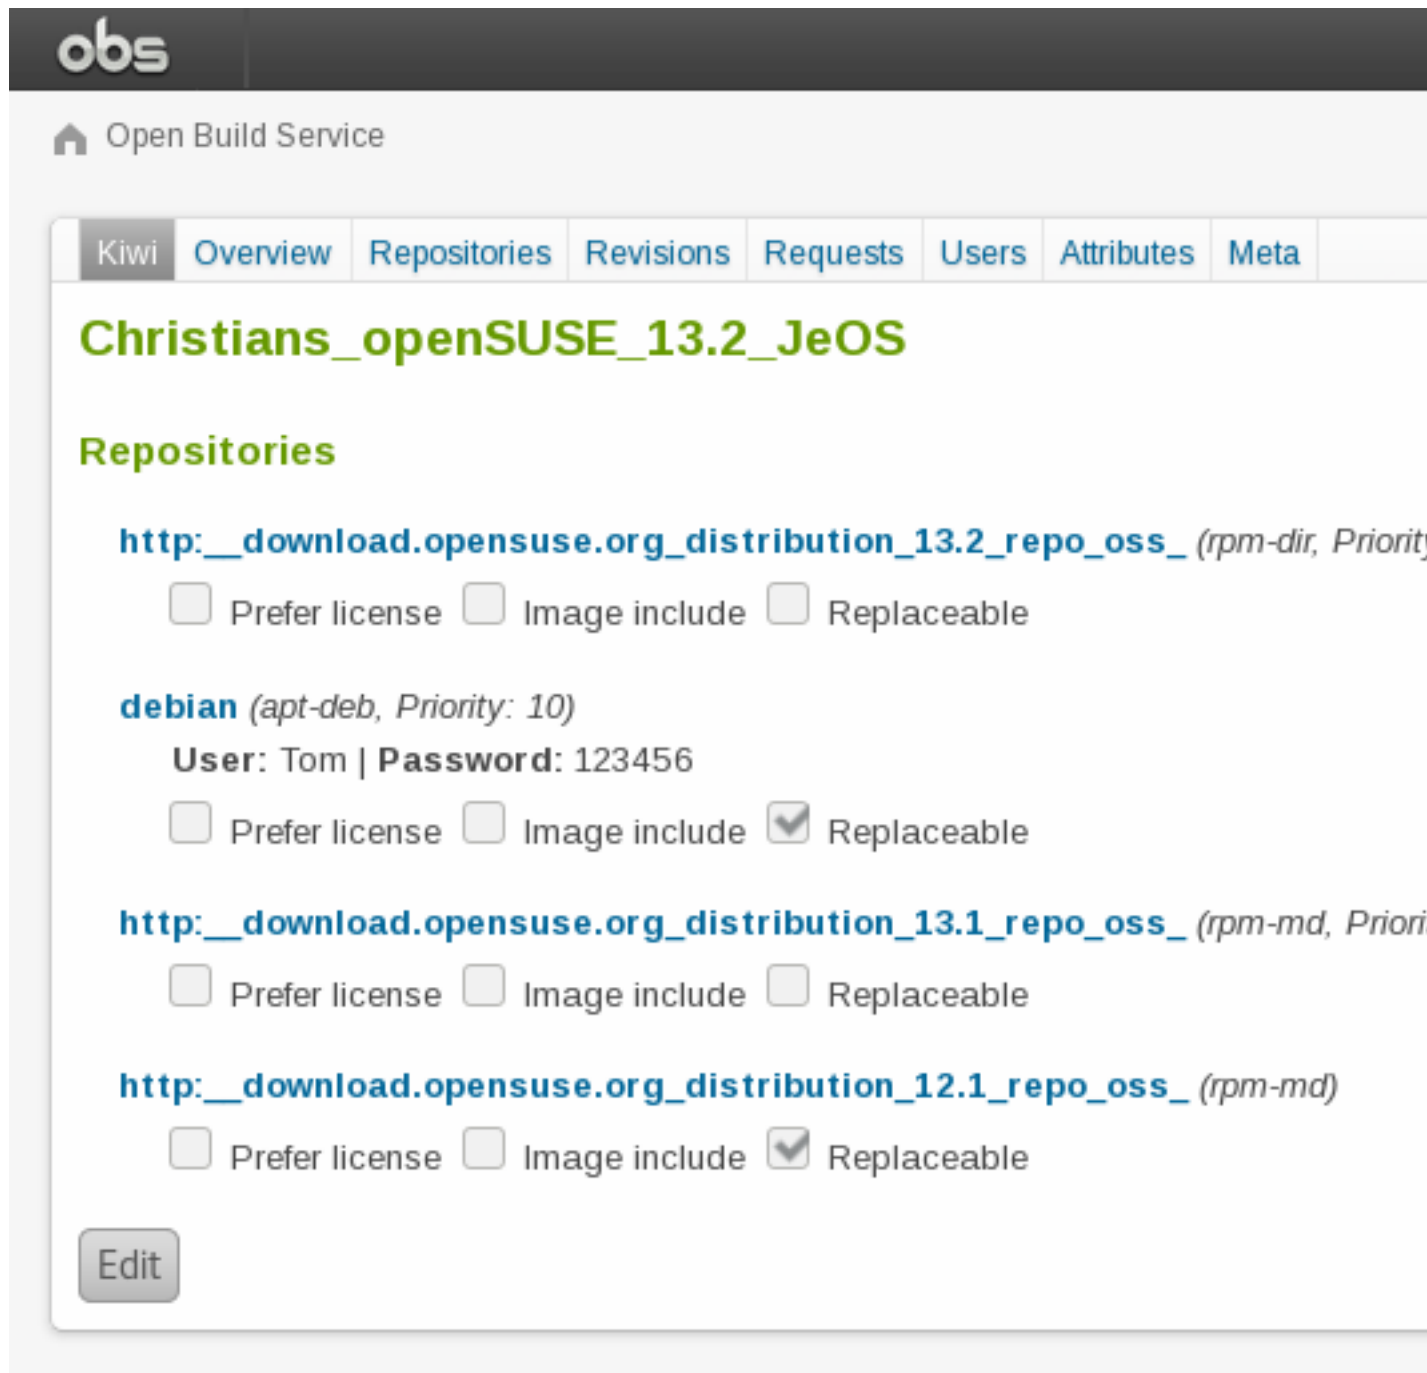 obs
Open Build Service
Kiwi Overview Repositories Revisions Requests Users Attributes Meta
Christians_openSUSE_13.2_JeOS
Repositories
http:__download.opensuse.org_distribution_13.2_repo_oss_ (rpm-dir, Priority
Prefer license Image include Replaceable
debian (apt-deb, Priority: 10)
User: Tom | Password: 123456
Prefer license Image include Replaceable
http:__download.opensuse.org_distribution_13.1_repo_oss_ (rpm-md, Priori
Prefer license Image include Replaceable
http:__download.opensuse.org_distribution_12.1_repo_oss_ (rpm-md)
Prefer license Image include Replaceable
Edit